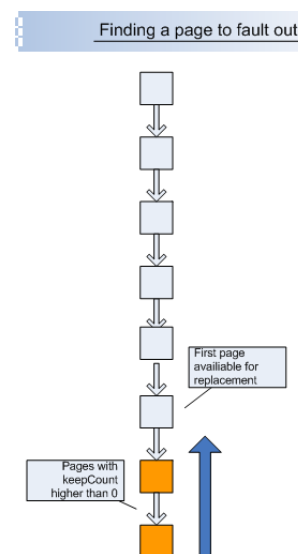 Finding a page to fault out
First page
availiable for
replacement
Pages with
keepCount
higher than 0